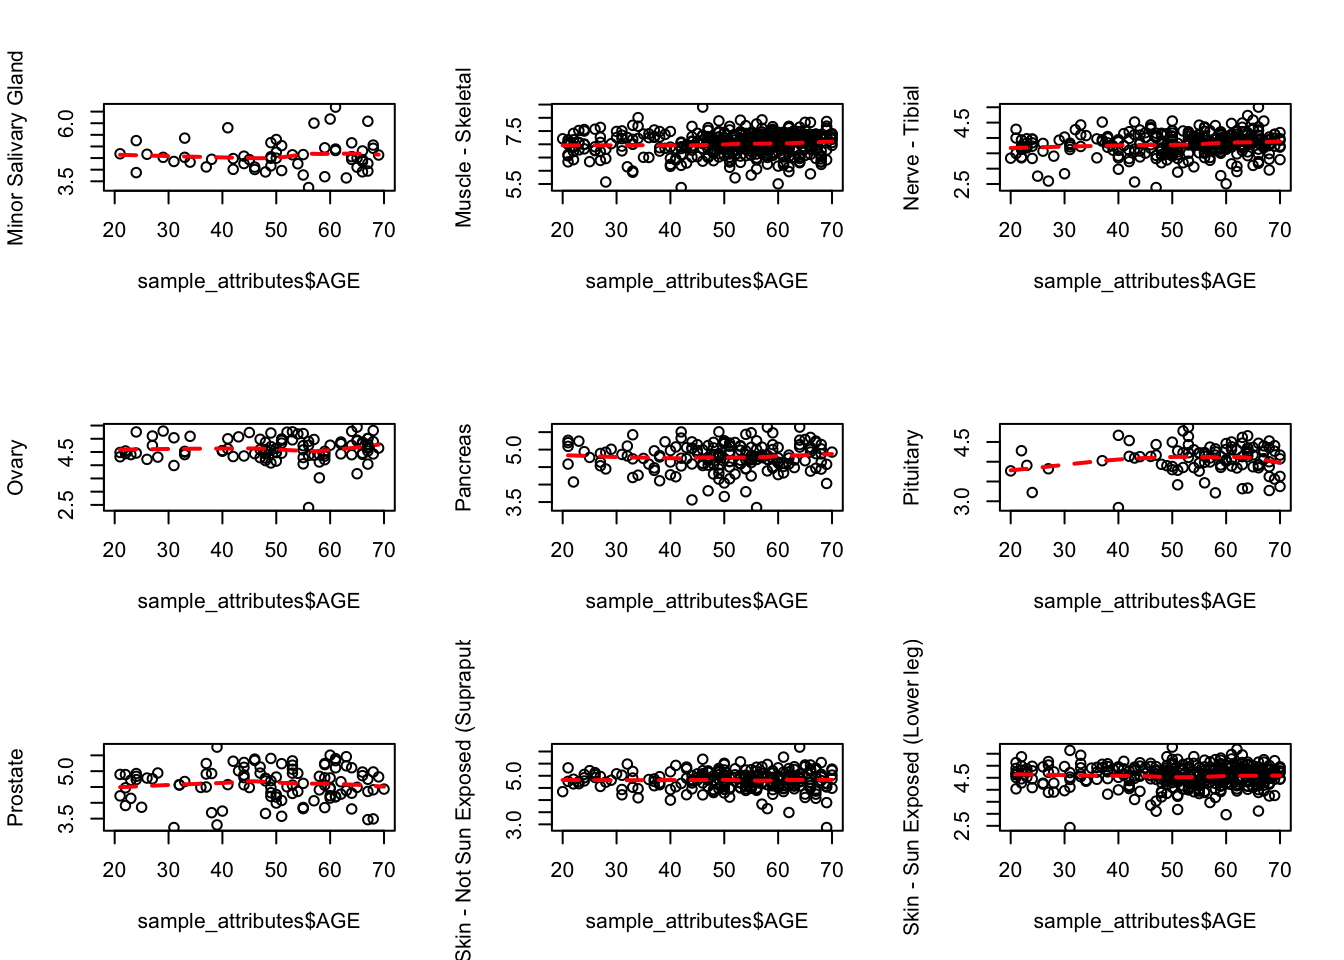 Minor Salivary Gland
6.0
3.5
20 30 40 50 60 70
sample_attributes$AGE
Muscle - Skeletal
7.5
5.5
20 30 40 50 60 70
sample_attributes$AGE
Nerve - Tibial
4.5
2.5
20 30 40 50 60 70
sample_attributes$AGE
Ovary
4.5
2.5
20 30 40 50 60 70
sample_attributes$AGE
Pancreas
5.0
3.5
20 30 40 50 60 70
sample_attributes$AGE
Pituitary
4.5
3.0
20 30 40 50 60 70
sample_attributes$AGE
Prostate
5.0
3.5
20 30 40 50 60 70
sample_attributes$AGE
Skin - Not Sun Exposed (Suprapub
5.0
3.0
20 30 40 50 60 70
sample_attributes$AGE
Skin - Sun Exposed (Lower leg)
4.5
2.5
20 30 40 50 60 70
sample_attributes$AGE